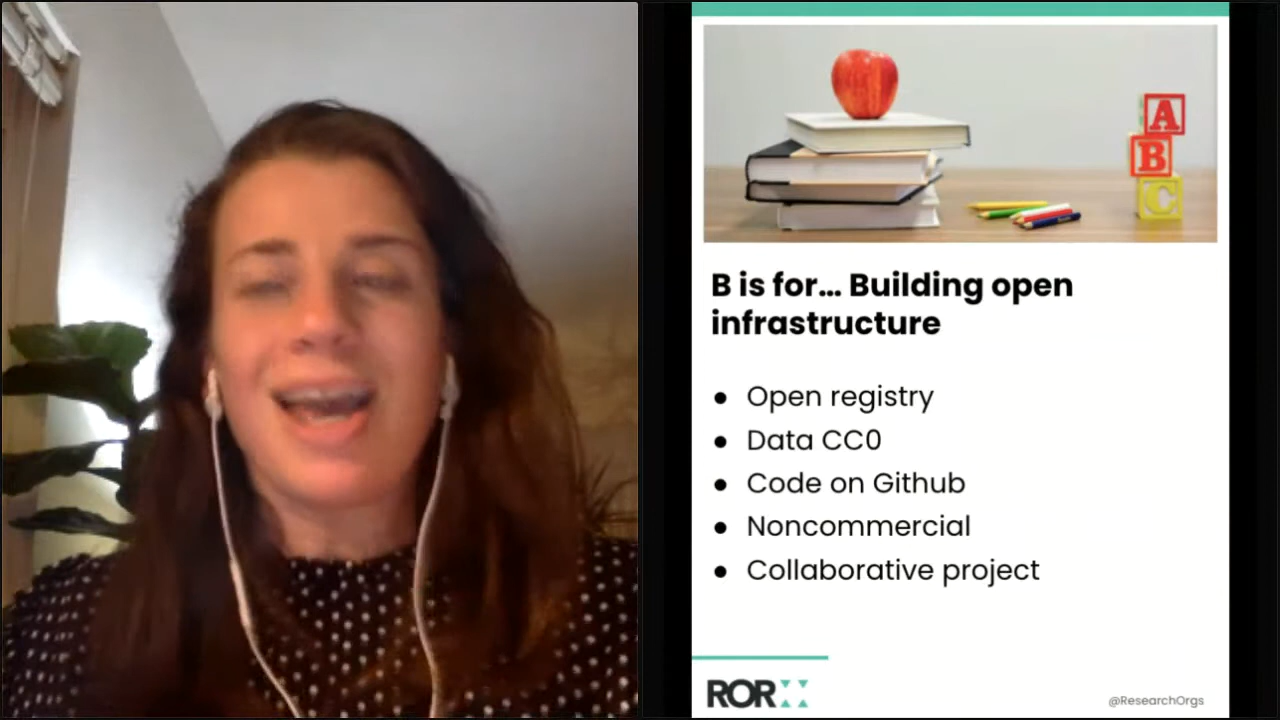 A
B
C
B is for... Building open
infrastructure
Open registry
Data CC0
Code on Github
Noncommercial
Collaborative project
ROR
@ResearchOrgs